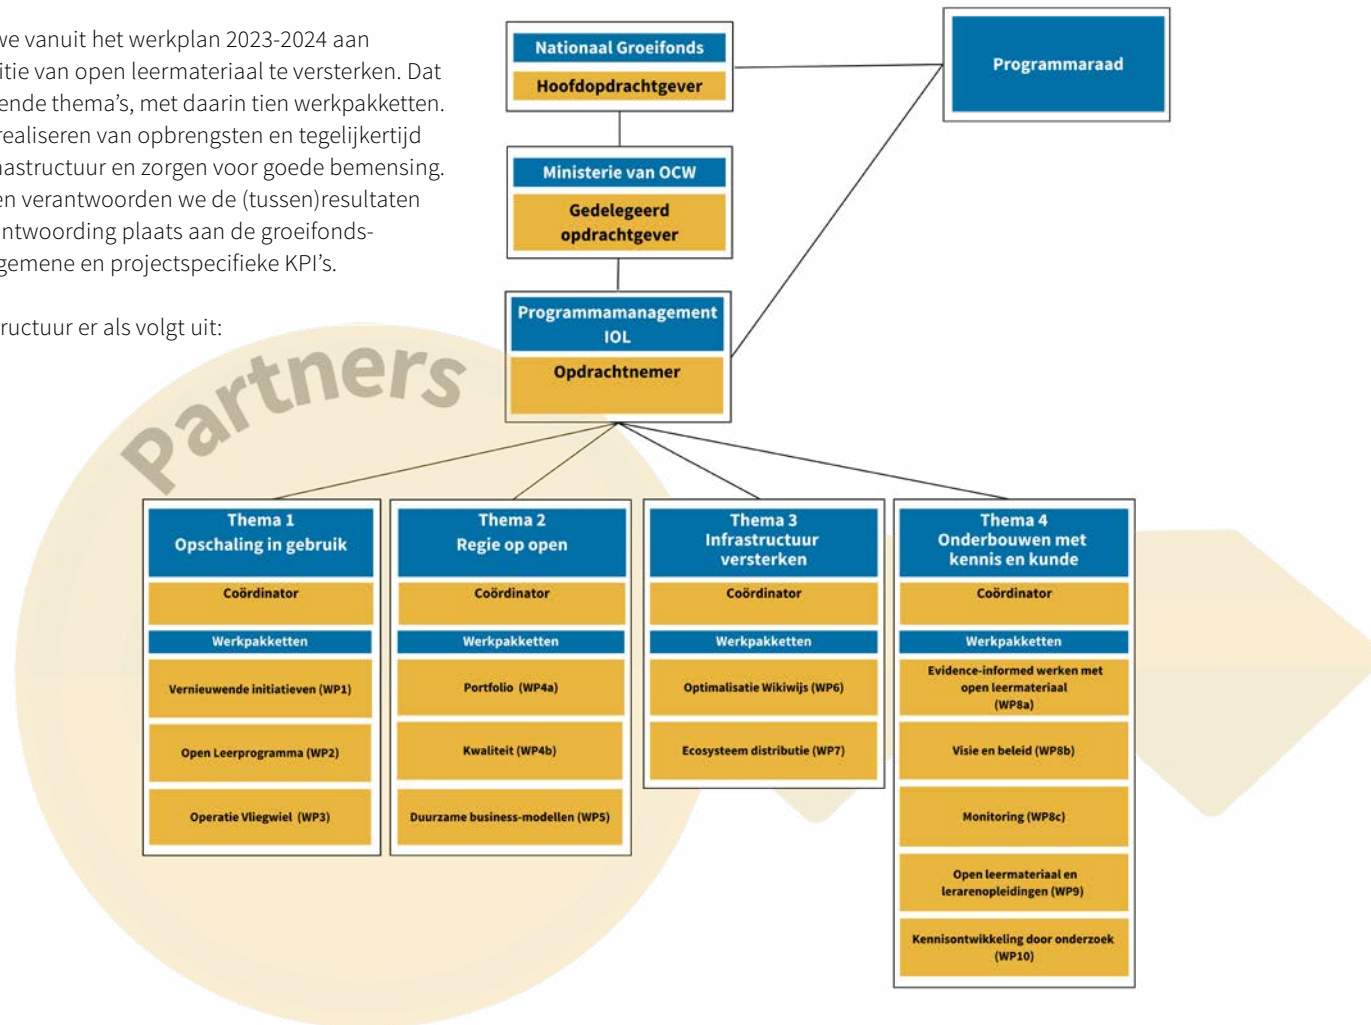 we vanuit het werkplan 2023-2024 aan
itie van open leermateriaal te versterken. Dat
ende thema's, met daarin tien werkpakketten.
realiseren van opbrengsten en tegelijkertijd
astructuur en zorgen voor goede bemensing.
en verantwoorden we de (tussen)resultaten
antwoording plaats aan de groeifonds-
gemene en projectspecifieke KPI's.
ructuur er als volgt uit:
Partners
Nationaal Groeifonds
Hoofdopdrachtgever
Programmaraad
Ministerie van OCW
Gedelegeerd
opdrachtgever
Programmamanagement
IOL
Opdrachtnemer
Thema 1
Opschaling in gebruik
Coördinator
Werkpakketten
Vernieuwende initiatieven (WP1)
Open Leerprogramma (WP2)
Operatie Vliegwiel (WP3)
Thema 2
Regie op open
Coördinator
Werkpakketten
Portfolio (WP4a)
Kwaliteit (WP4b)
Duurzame business-modellen (WP5)
Thema 3
Infrastructuur
versterken
Coördinator
Werkpakketten
Optimalisatie Wikiwijs (WP6)
Ecosysteem distributie (WP7)
Thema 4
Onderbouwen met
kennis en kunde
Coördinator
Werkpakketten
Evidence-informed werken met
open leermateriaal
(WP8a)
Visie en beleid (WP8b)
Monitoring (WP8c)
Open leermateriaal en
lerarenopleidingen (WP9)
Kennisontwikkeling door onderzoek
(WP10)